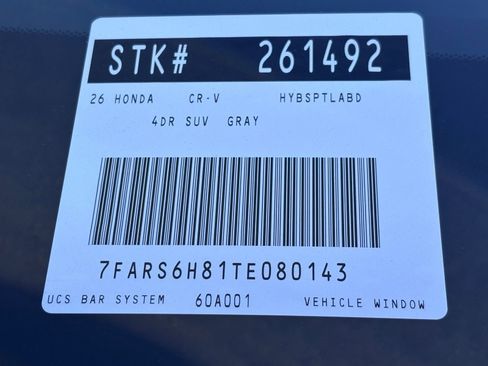 STK# 261492
26 HONDA CR-V HYBSPTLABD
4DR SUV GRAY
7FARS6H81TE080143
UCS BAR SYSTEM 60A001 VEHICLE WINDOW